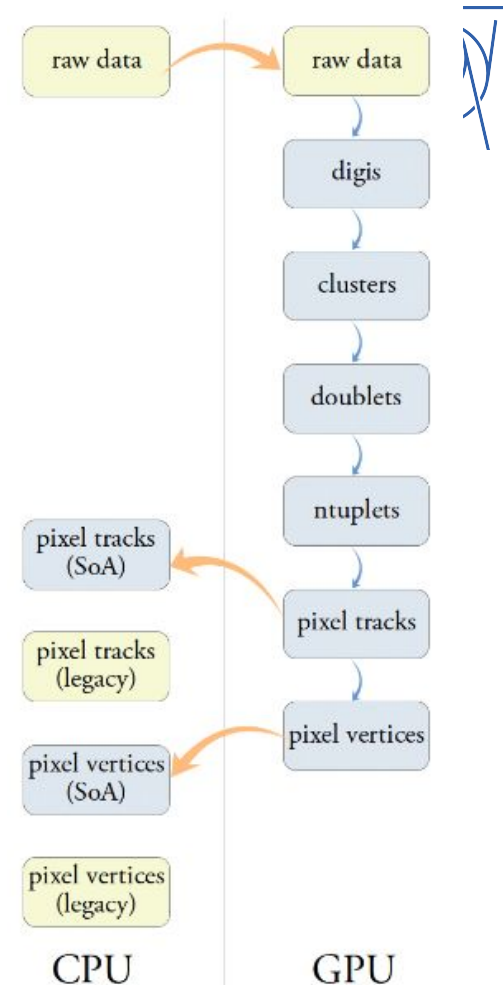 raw data
raw data
digis
clusters
doublets
ntuplets
pixel tracks
(SoA)
pixel tracks
pixel tracks
(legacy)
pixel vertices
pixel vertices
(SoA)
pixel vertices
(legacy)
CPU
GPU